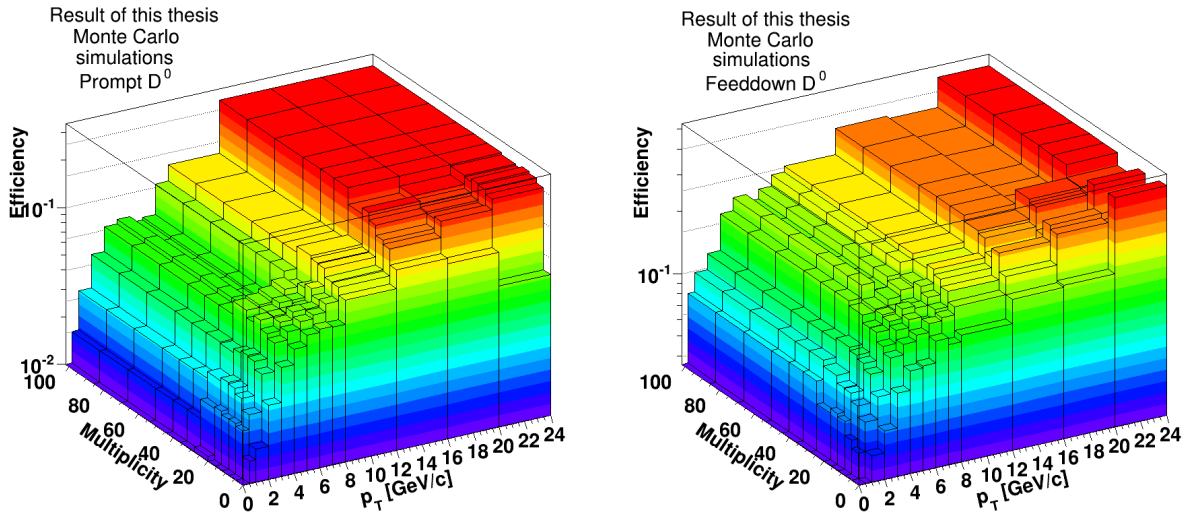 Result of this thesis
Monte Carlo
simulations
Prompt D⁰
Efficiency
10⁻¹
10⁻²
100
80
60
40
20
0
Multiplicity
0 2 4 6 8 10 12 14 16 18 20 22 24
p_T [GeV/c]
Result of this thesis
Monte Carlo
simulations
Feeddown D⁰
Efficiency
10⁻¹
100
80
60
40
20
0
Multiplicity
0 2 4 6 8 10 12 14 16 18 20 22 24
p_T [GeV/c]